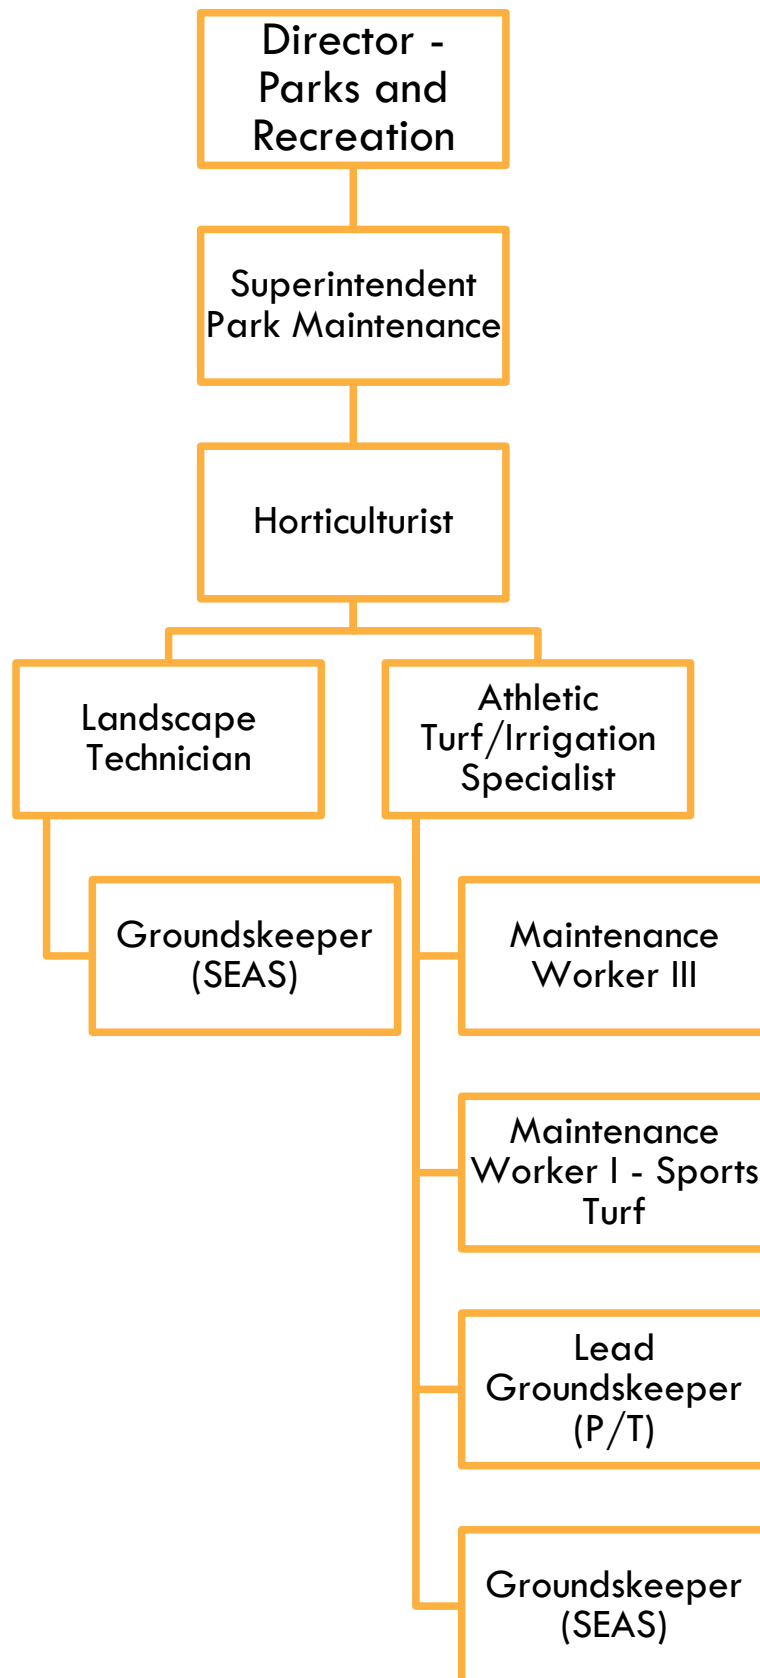 Director -
Parks and
Recreation
Superintendent
Park Maintenance
Horticulturist
Landscape
Technician
Athletic
Turf/Irrigation
Specialist
Groundskeeper
(SEAS)
Maintenance
Worker III
Maintenance
Worker I - Sports
Turf
Lead
Groundskeeper
(P/T)
Groundskeeper
(SEAS)